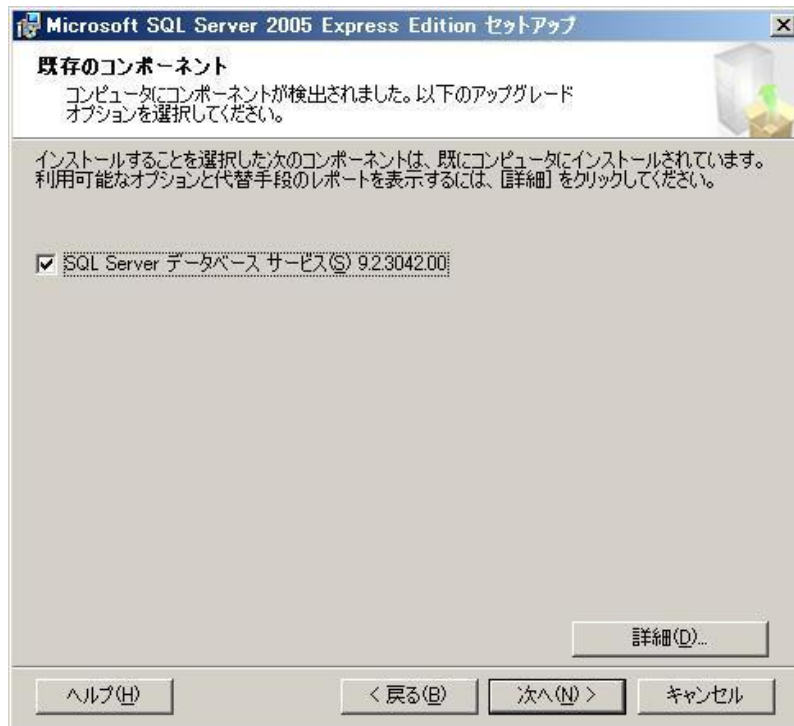 Microsoft SQL Server 2005 Express Edition セットアップ
既存のコンポーネント
コンピュータにコンポーネントが検出されました。以下のアップグレード
オプションを選択してください。
インストールすることを選択した次のコンポーネントは、既にコンピュータにインストールされています。
利用可能なオプションと代替手段のレポートを表示するには、[詳細] をクリックしてください。
SQL Server データベース サービス(S) 9.2.3042.00
詳細(D)...
ヘルプ(H)
< 戻る(B)
次へ(N) >
キャンセル